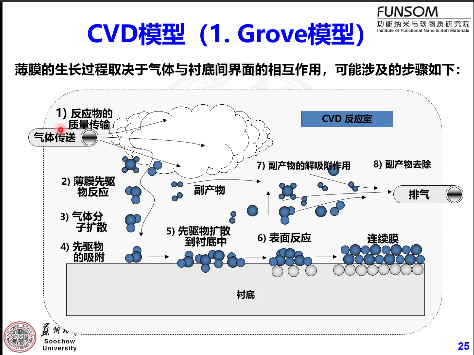 FUNSOM
功能纳米与软物质研究院
Institute of Functional Nano & Soft Materials
CVD模型（1. Grove模型）
薄膜的生长过程取决于气体与衬底间界面的相互作用，可能涉及的步骤如下：
1) 反应物的
质量传输
气体传送
CVD 反应室
2) 薄膜先驱
物反应
副产物
7) 副产物的解吸附作用
8) 副产物去除
排气
3) 气体分
子扩散
4) 先驱物
的吸附
5) 先驱物扩散
到衬底中
6) 表面反应
连续膜
衬底
苏州大学
Soochow
University
25